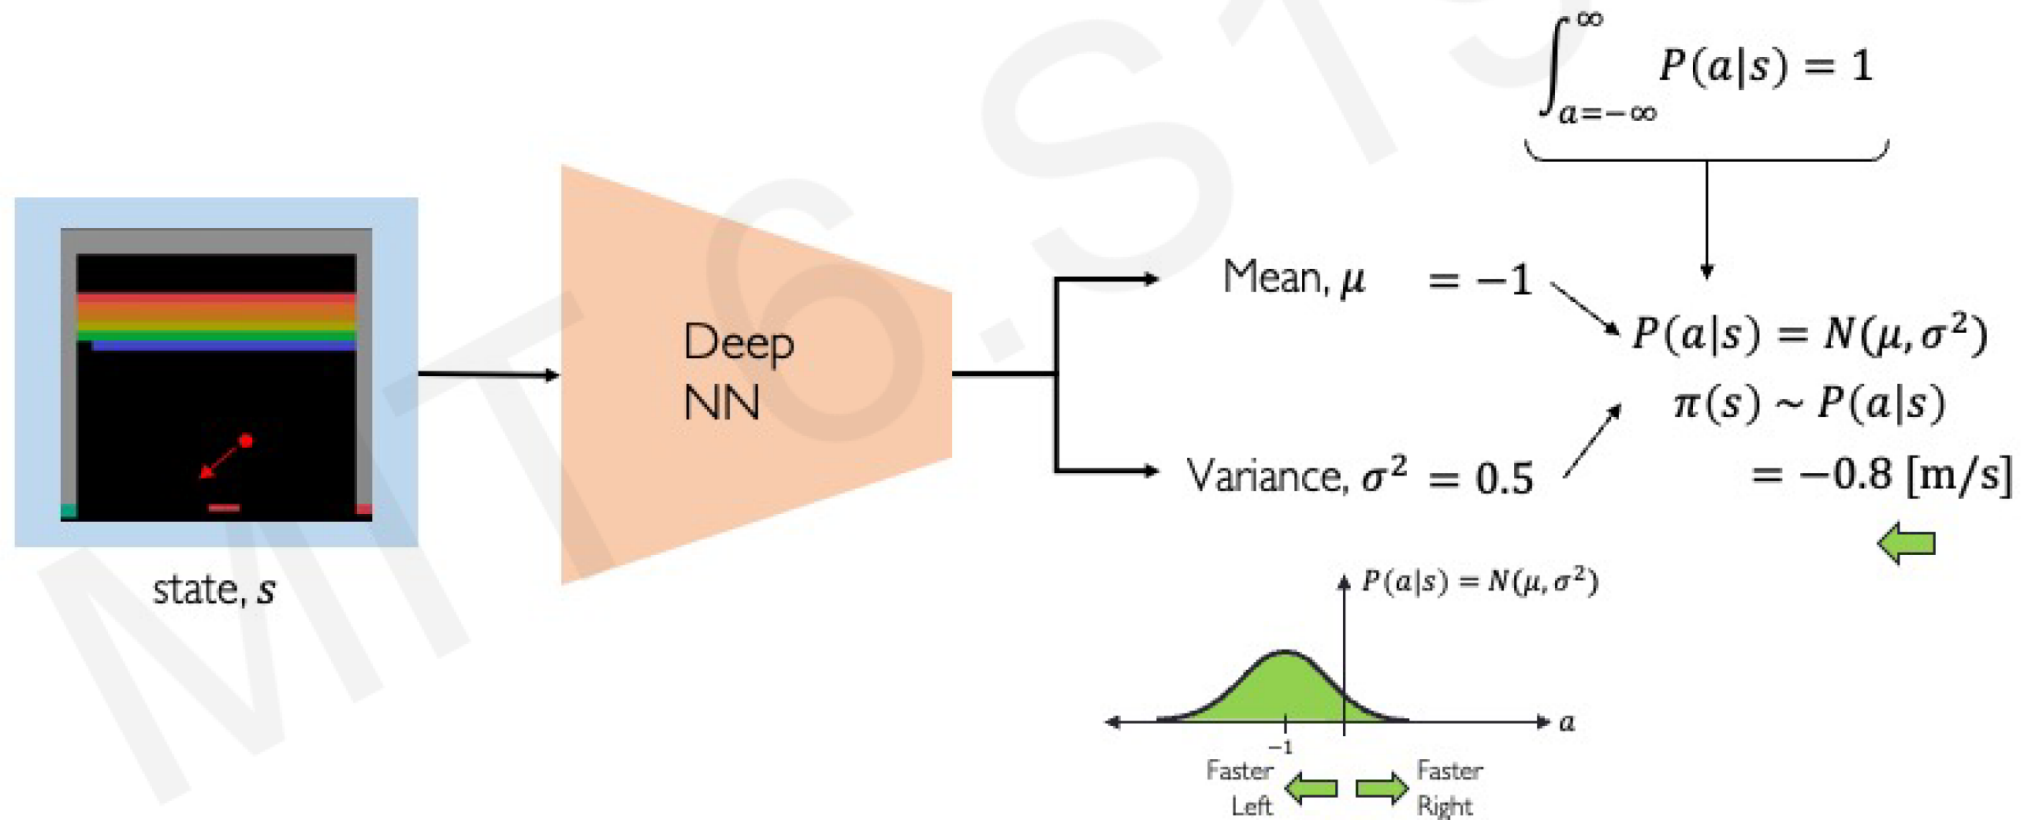 MIT 6.S19
∫_{a=−∞}^{∞} P(a|s) = 1
state, s
Deep
NN
Mean, μ = −1
Variance, σ² = 0.5
P(a|s) = N(μ, σ²)
π(s) ~ P(a|s)
= −0.8 [m/s]
P(a|s) = N(μ, σ²)
a
−1
Faster
Left
Faster
Right